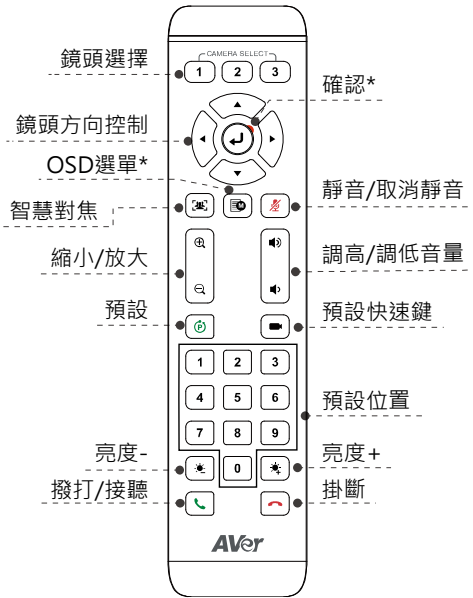 鏡頭選擇
CAMERA SELECT
1 2 3
確認*
鏡頭方向控制
OSD選單*
M
智慧對焦
靜音/取消靜音
縮小/放大
調高/調低音量
預設
P
預設快速鍵
1 2 3
4 5 6
預設位置
7 8 9
亮度-
0
亮度+
撥打/接聽
掛斷
AVer